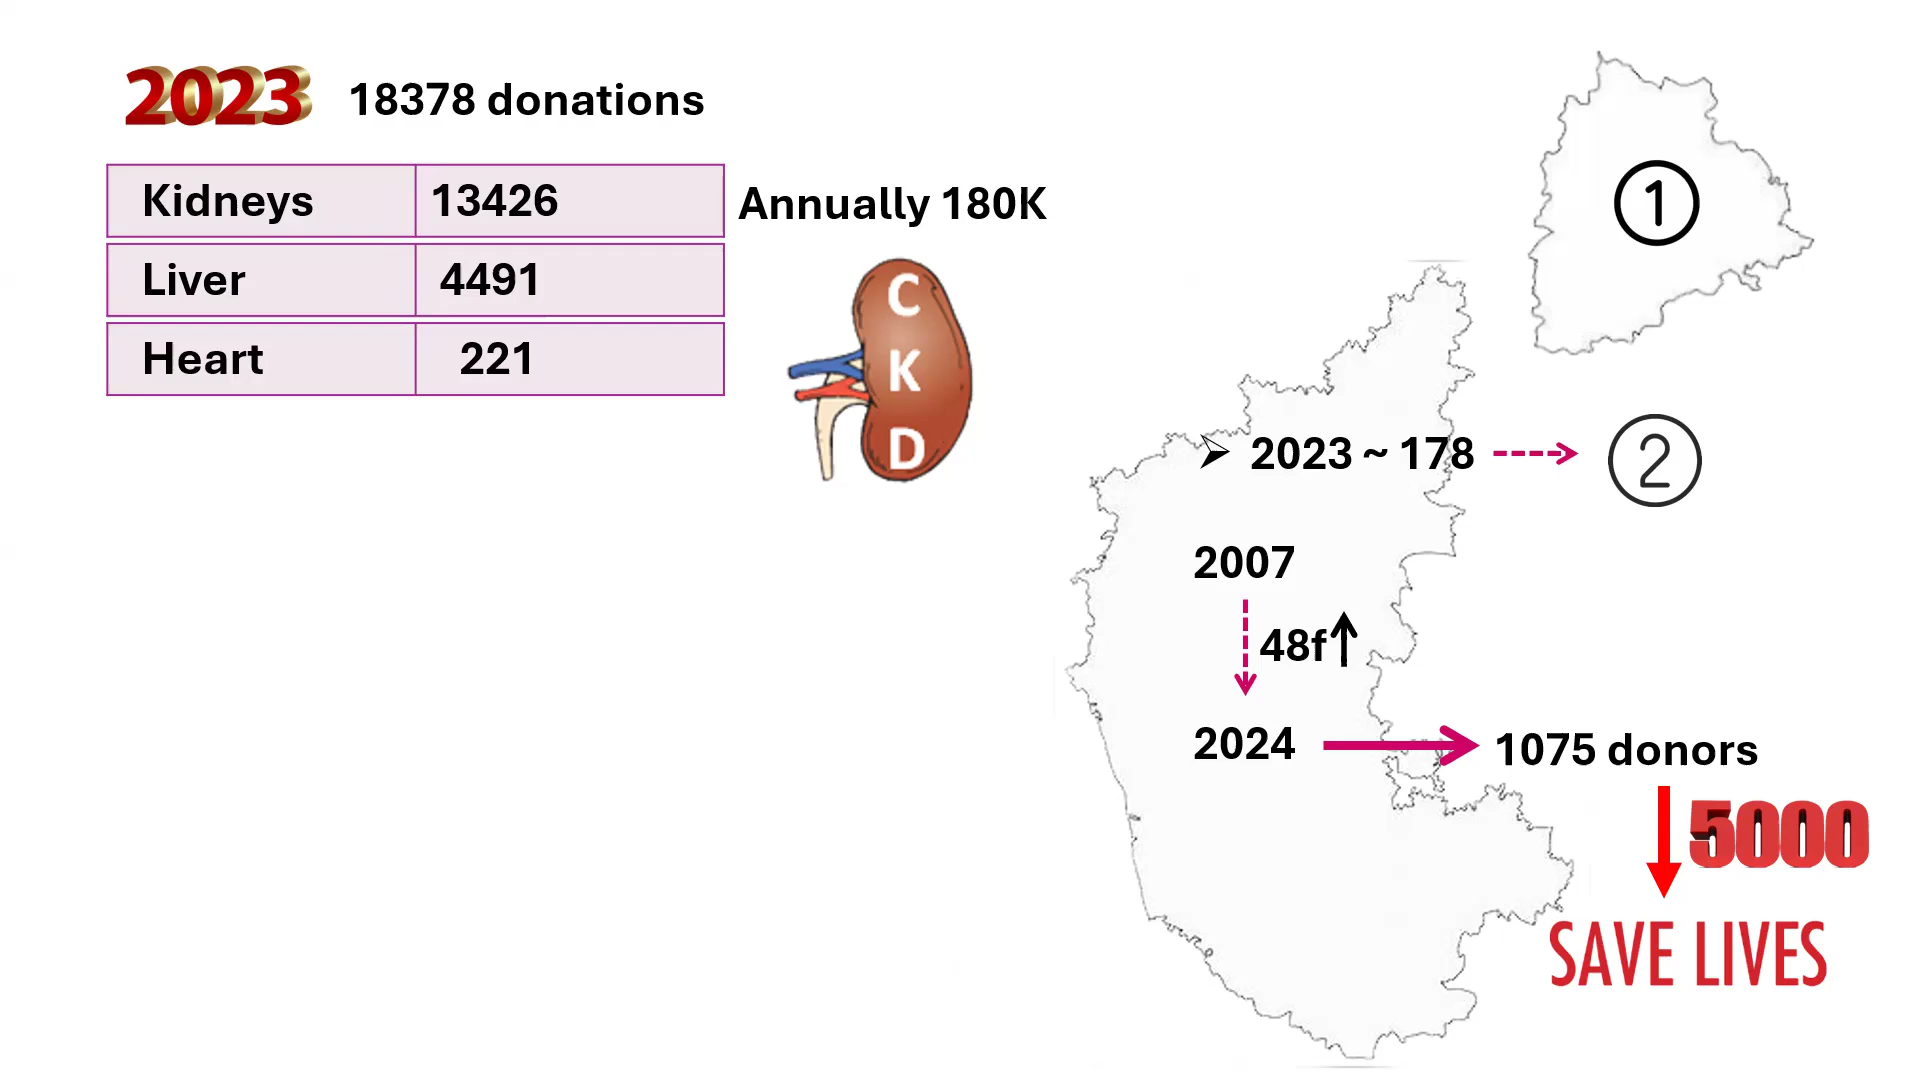 2023 18378 donations
Kidneys 13426
Liver 4491
Heart 221
Annually 180K
C
K
D
1
➢ 2023 ~ 178
2
2007
48f↑
2024
1075 donors
5000
SAVE LIVES